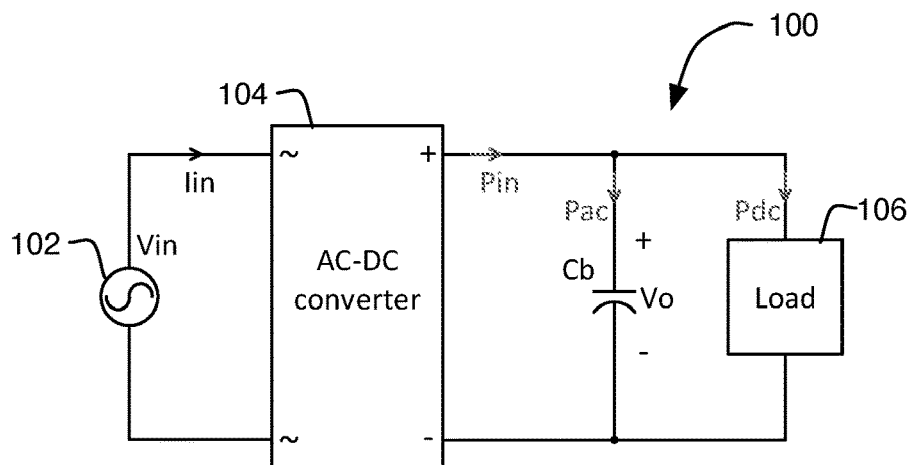 100
104
~
+
Iin
Pin
Pac
Pdc
106
102
Vin
AC-DC
converter
+
Cb
Vo
Load
-
~
-